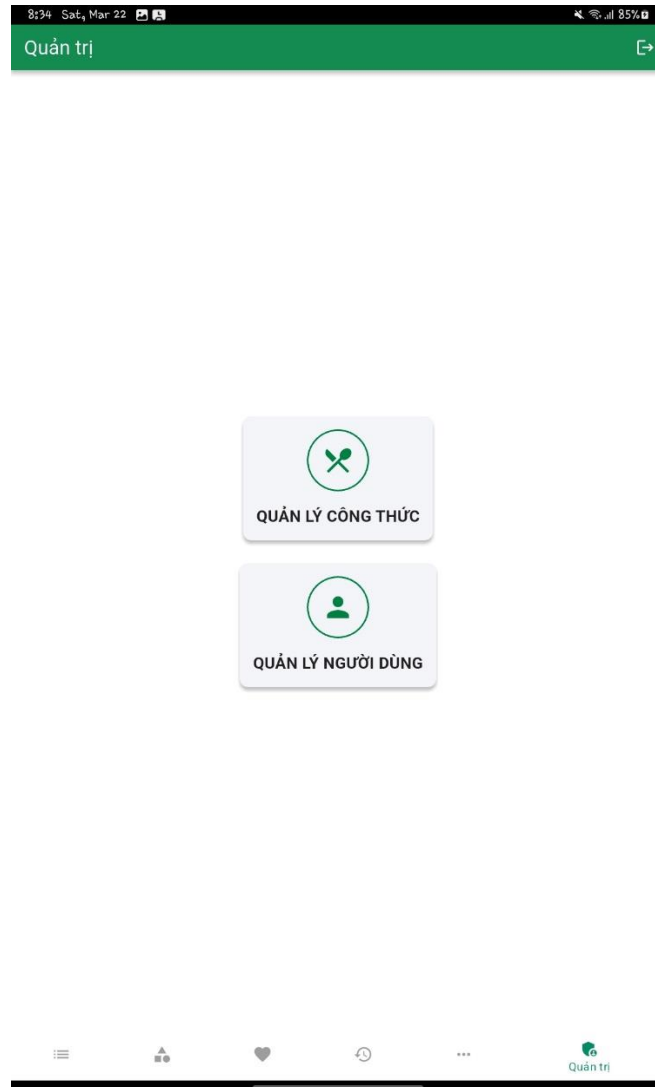 8:34 Sat, Mar 22
85%
Quản trị
QUẢN LÝ CÔNG THỨC
QUẢN LÝ NGƯỜI DÙNG
Quản trị